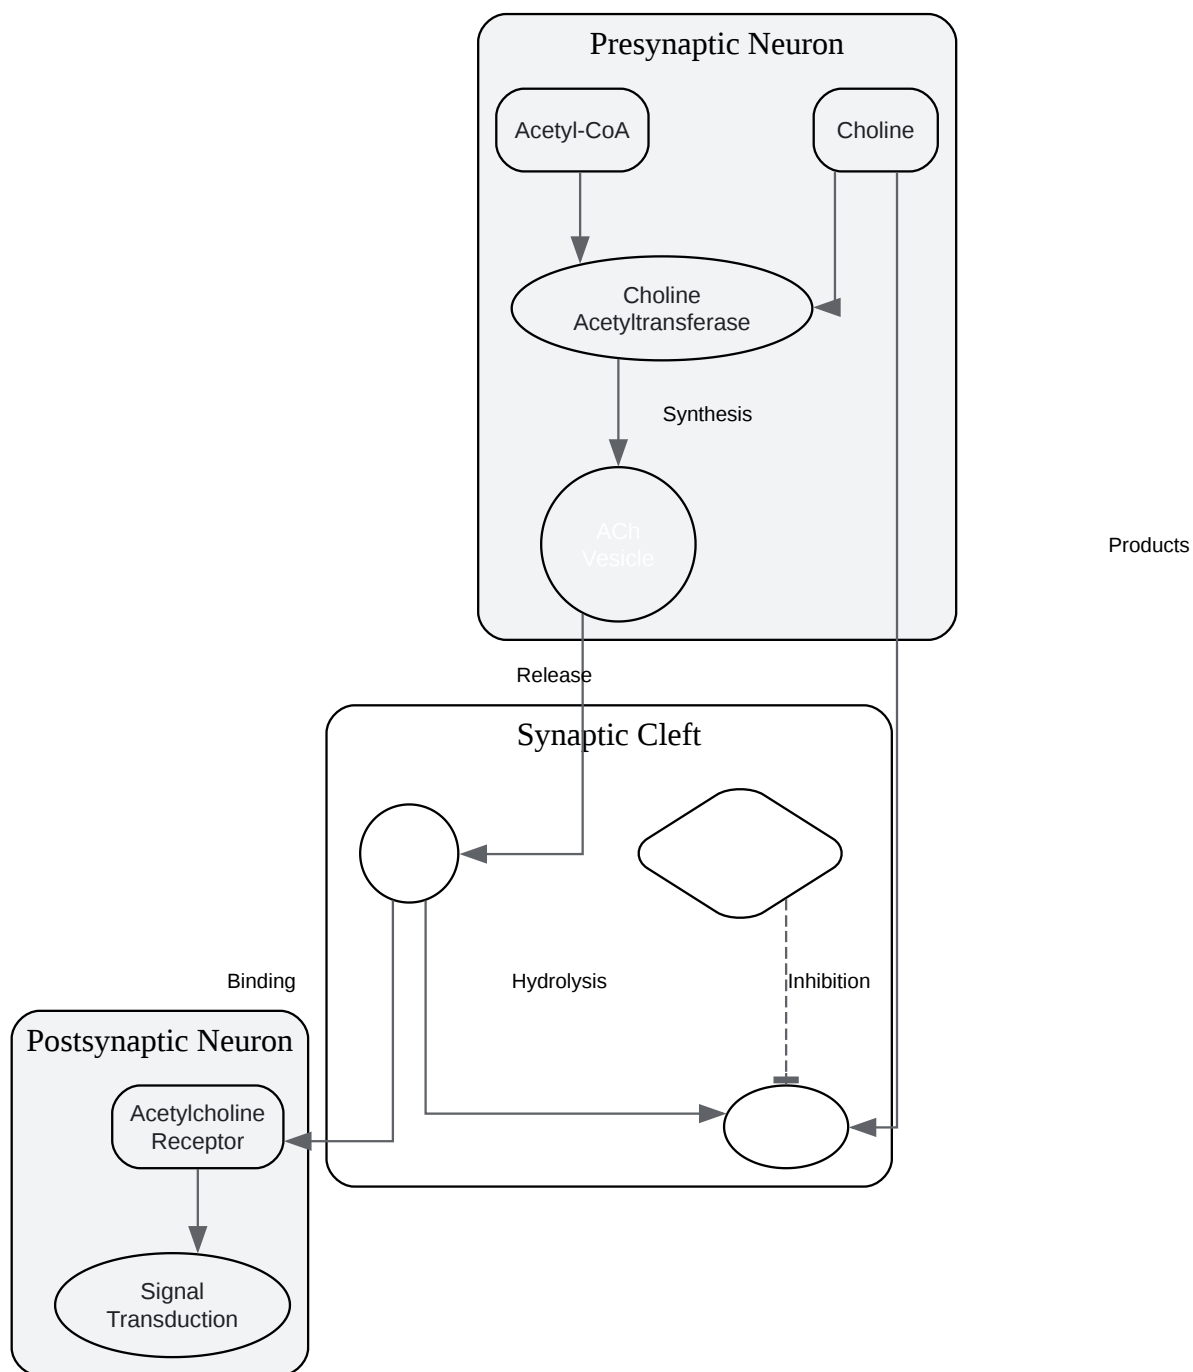 Presynaptic Neuron
Acetyl-CoA
Choline
Choline
Acetyltransferase
Synthesis
ACh
Vesicle
Products
Release
Synaptic Cleft
Binding
Hydrolysis
Inhibition
Postsynaptic Neuron
Acetylcholine
Receptor
Signal
Transduction